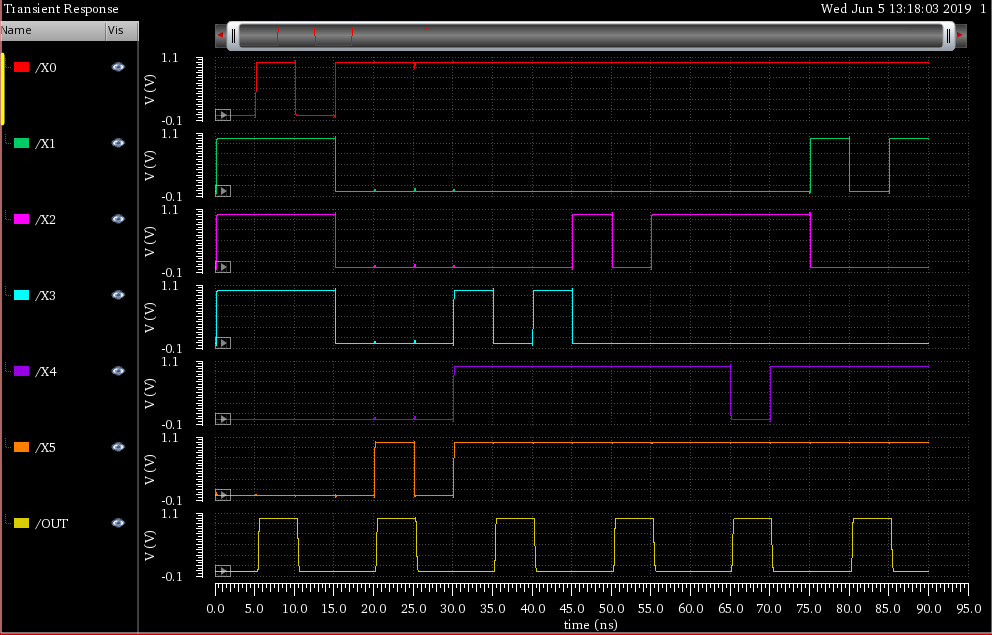 Transient Response
Wed Jun 5 13:18:03 2019 1
Name
Vis
/X0
V (V)
1.1
-0.1
/X1
V (V)
1.1
-0.1
/X2
V (V)
1.1
-0.1
/X3
V (V)
1.1
-0.1
/X4
V (V)
1.1
-0.1
/X5
V (V)
1.1
-0.1
/OUT
V (V)
1.1
-0.1
0.0 5.0 10.0 15.0 20.0 25.0 30.0 35.0 40.0 45.0 50.0 55.0 60.0 65.0 70.0 75.0 80.0 85.0 90.0 95.0
time (ns)